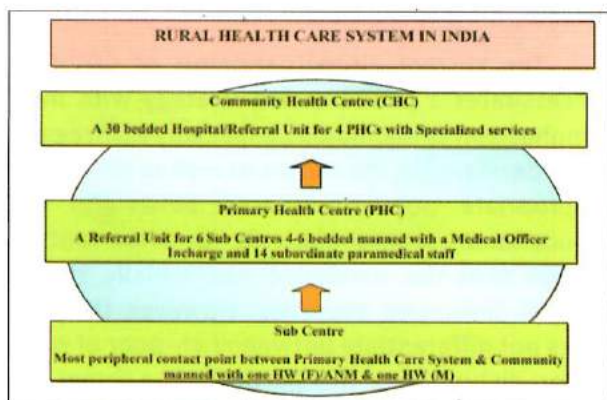 RURAL HEALTH CARE SYSTEM IN INDIA
Community Health Centre (CHC)
A 30 bedded Hospital/Referral Unit for 4 PHCs with Specialized services
Primary Health Centre (PHC)
A Referral Unit for 6 Sub Centres 4-6 bedded manned with a Medical Officer
Incharge and 14 subordinate paramedical staff
Sub Centre
Most peripheral contact point between Primary Health Care System & Community
manned with one HW (F)/ANM & one HW (M)